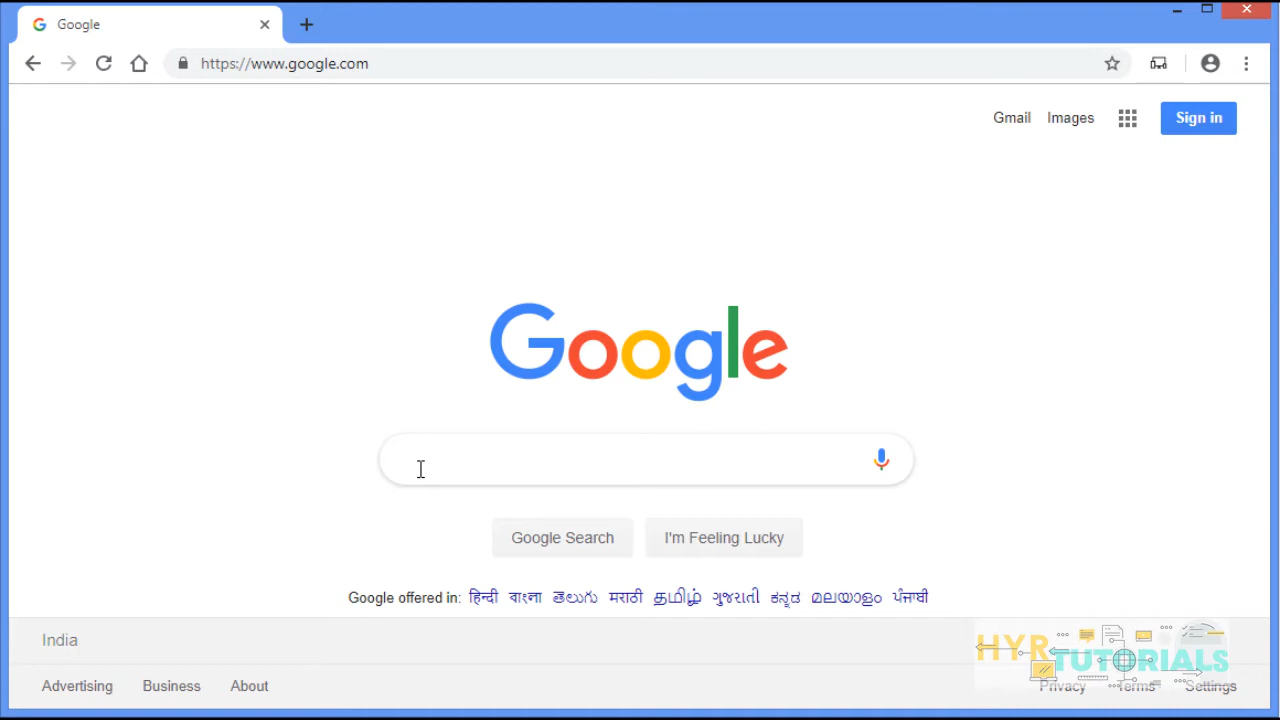 Google
https://www.google.com
Gmail Images Sign in
Google
Google Search I'm Feeling Lucky
Google offered in: हिन्दी বাংলা తెలుగు मराठी தமிழ் ગુજરાતી ಕನ್ನಡ മലയാളം ਪੰਜਾਬੀ
India
HYR TUTORIALS
Advertising Business About Privacy Terms Settings